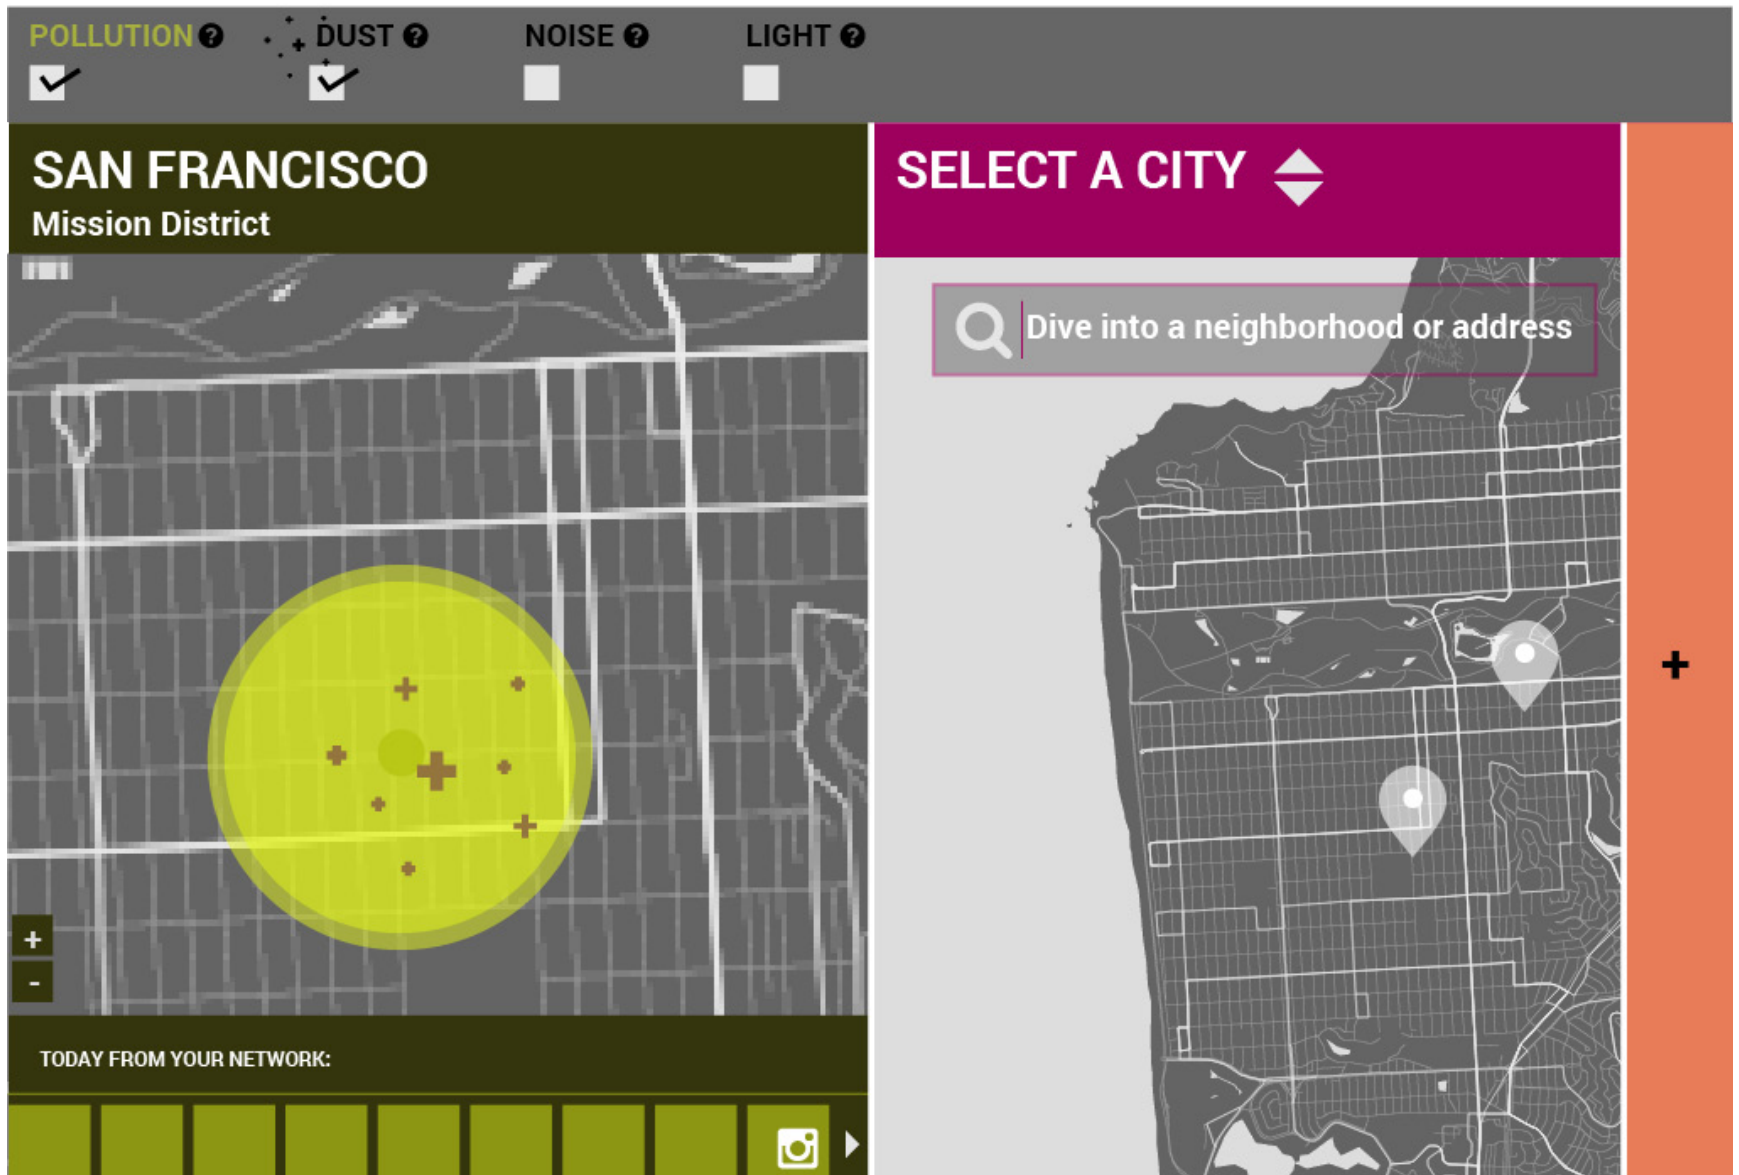 POLLUTION ? DUST ? NOISE ? LIGHT ?
SAN FRANCISCO
Mission District
SELECT A CITY
Dive into a neighborhood or address
+
+
-
TODAY FROM YOUR NETWORK: